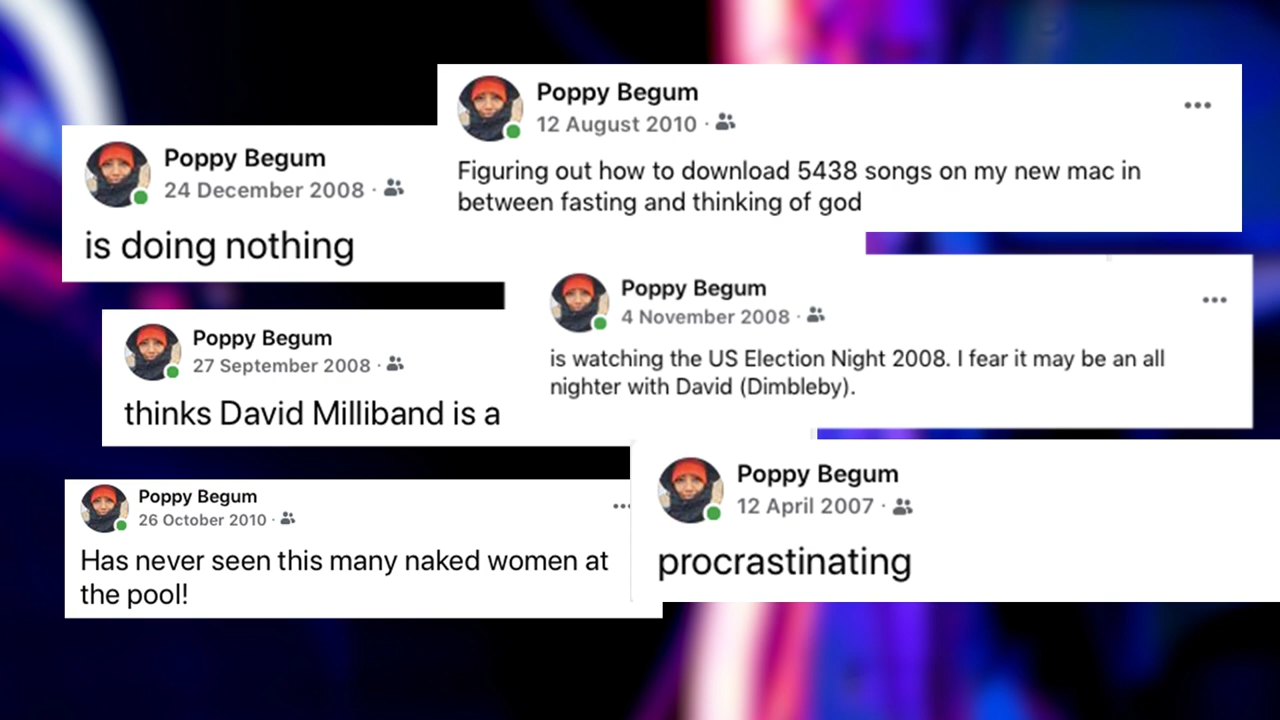 Poppy Begum
12 August 2010 ·
Figuring out how to download 5438 songs on my new mac in
between fasting and thinking of god
Poppy Begum
24 December 2008 ·
is doing nothing
Poppy Begum
4 November 2008 ·
is watching the US Election Night 2008. I fear it may be an all
nighter with David (Dimbleby).
Poppy Begum
27 September 2008 ·
thinks David Milliband is a
Poppy Begum
12 April 2007 ·
procrastinating
Poppy Begum
26 October 2010 ·
Has never seen this many naked women at
the pool!